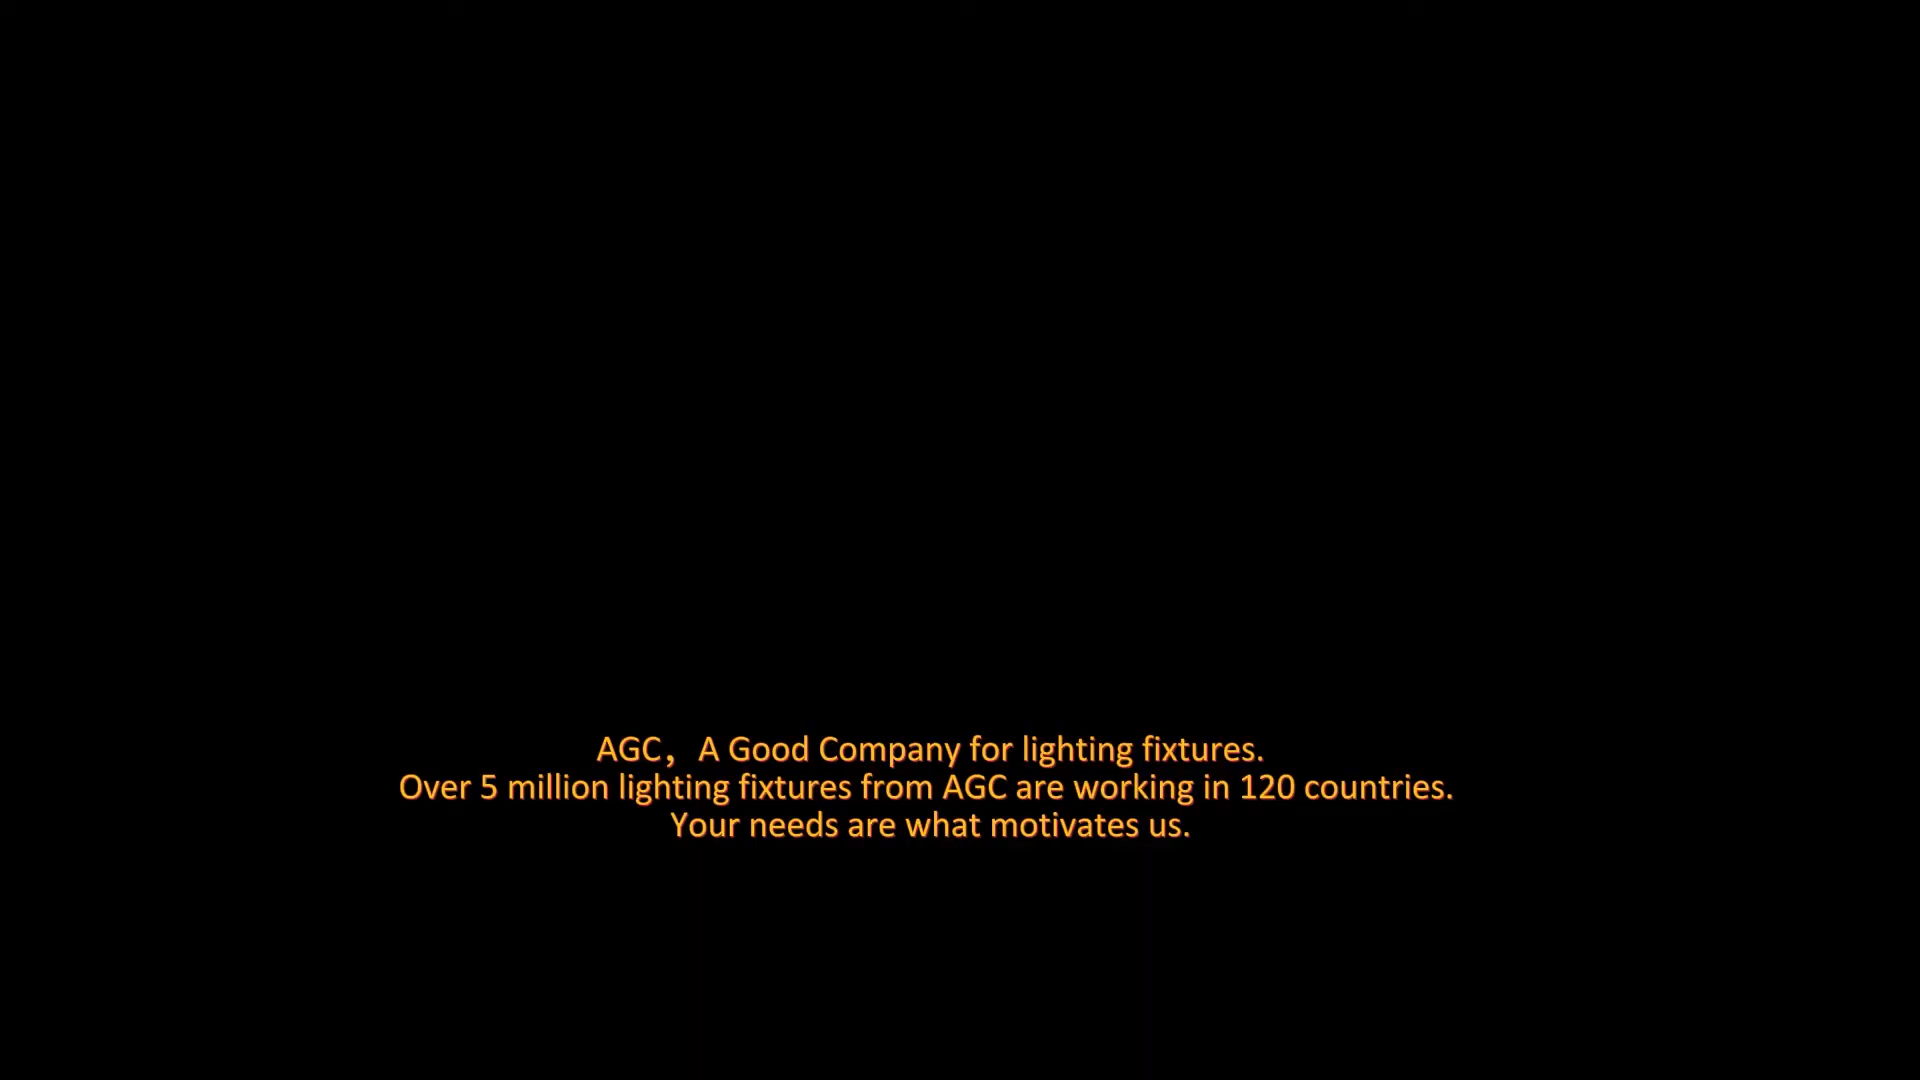 AGC，A Good Company for lighting fixtures.
Over 5 million lighting fixtures from AGC are working in 120 countries.
Your needs are what motivates us.